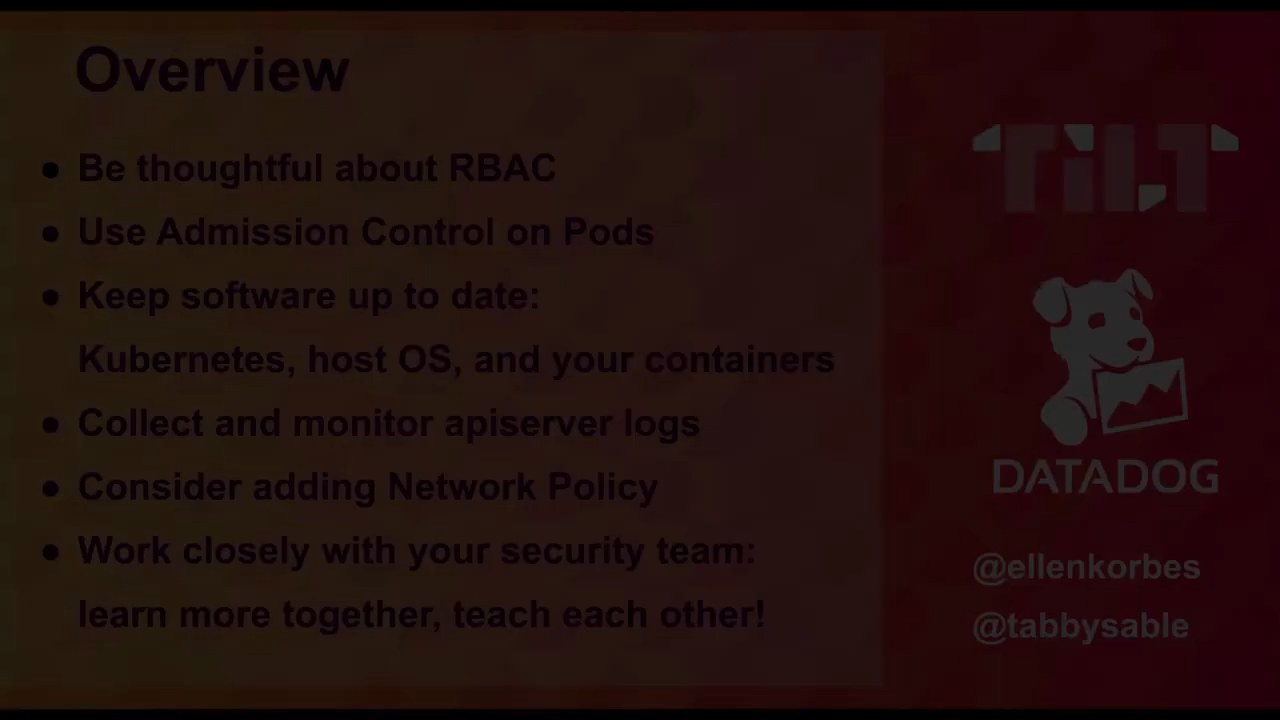 Overview
● Be thoughtful about RBAC
● Use Admission Control on Pods
● Keep software up to date:
Kubernetes, host OS, and your containers
● Collect and monitor apiserver logs
● Consider adding Network Policy
● Work closely with your security team:
learn more together, teach each other!
TiLT
DATADOG
@ellenkorbes
@tabbysable